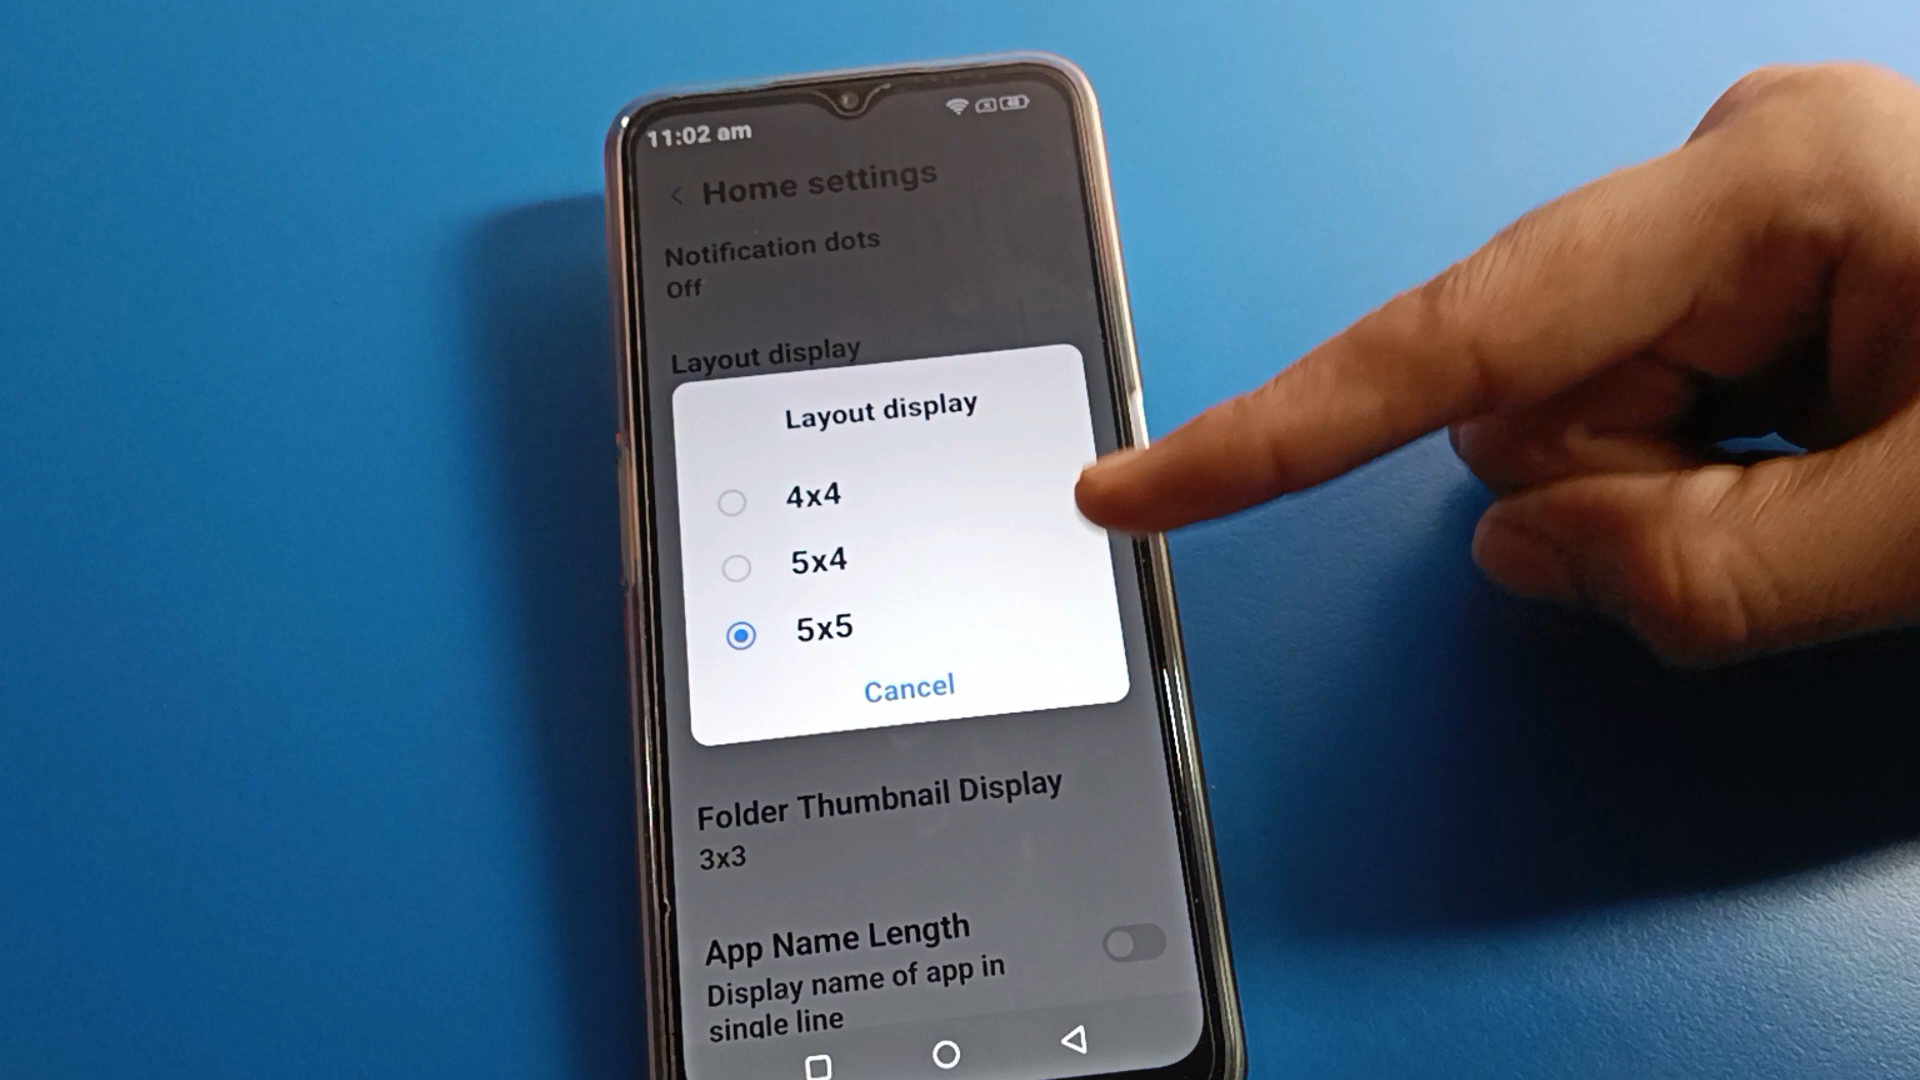 11:02 am
48
Home settings
Notification dots
Off
Layout display
Layout display
4x4
5x4
5x5
Cancel
Folder Thumbnail Display
3x3
App Name Length
Display name of app in
single line